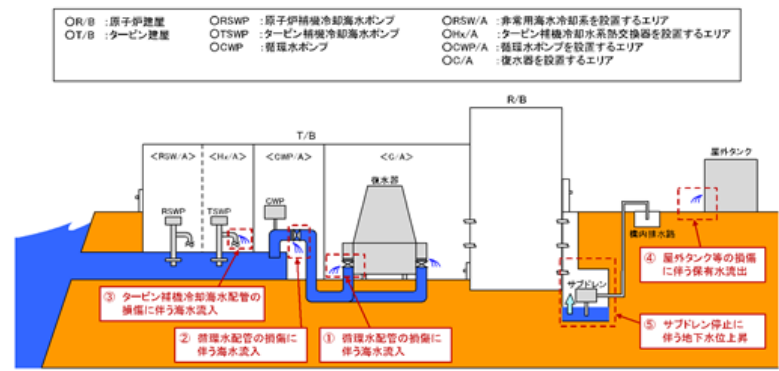 ○R/B ：原子炉建屋
○T/B ：タービン建屋
○RSWP ：原子炉補機冷却海水ポンプ
○TSWP ：タービン補機冷却海水ポンプ
○CWP ：循環水ポンプ
○RSW/A ：非常用海水冷却系を設置するエリア
○Hx/A ：タービン補機冷却水系熱交換器を設置するエリア
○CWP/A ：循環水ポンプを設置するエリア
○C/A ：復水器を設置するエリア
R/B
T/B
<RSW/A>
<Hx/A>
<CWP/A>
<C/A>
屋外タンク
復水器
RSWP
TSWP
CWP
構内排水路
④ 屋外タンク等の損傷
に伴う保有水流出
サブドレン
③ タービン補機冷却海水配管の
損傷に伴う海水流入
② 循環水配管の損傷に
伴う海水流入
① 循環水配管の損傷に
伴う海水流入
⑤ サブドレン停止に
伴う地下水位上昇